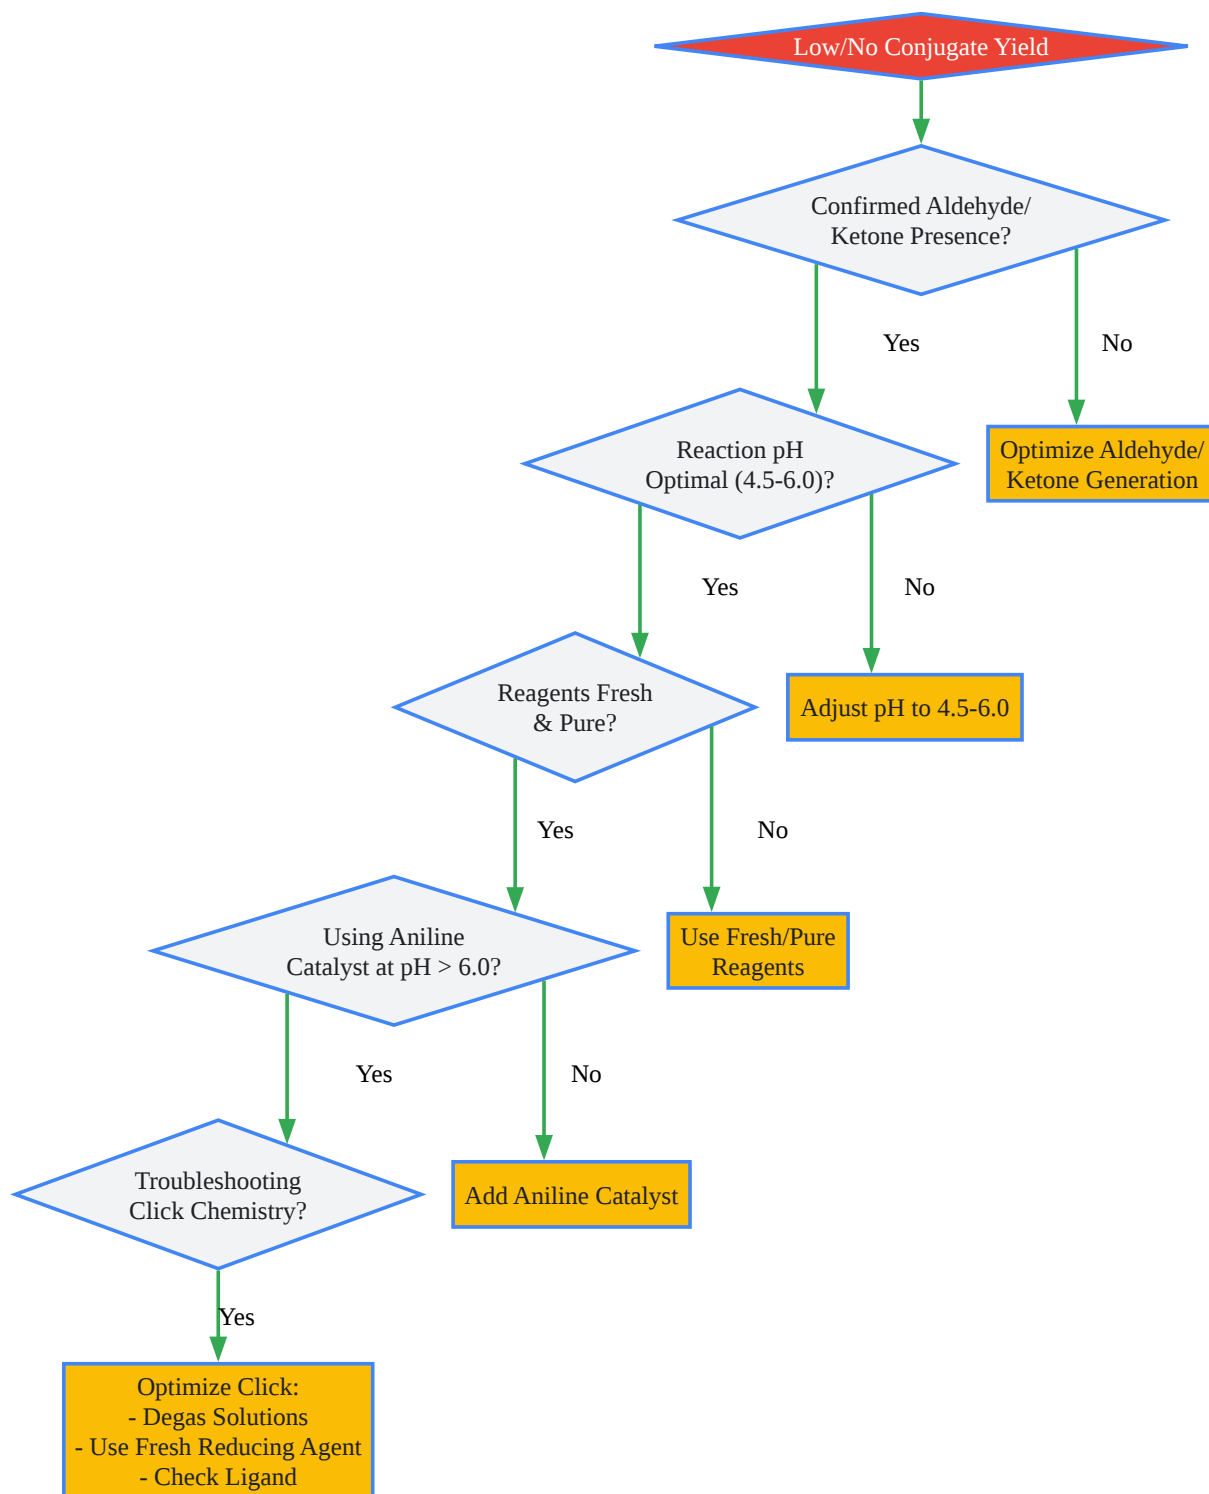 Low/No Conjugate Yield
Confirmed Aldehyde/
Ketone Presence?
Yes
No
Reaction pH
Optimal (4.5-6.0)?
Optimize Aldehyde/
Ketone Generation
Yes
No
Reagents Fresh
& Pure?
Adjust pH to 4.5-6.0
Yes
No
Using Aniline
Catalyst at pH > 6.0?
Use Fresh/Pure
Reagents
Yes
No
Troubleshooting
Click Chemistry?
Add Aniline Catalyst
Yes
Optimize Click:
- Degas Solutions
- Use Fresh Reducing Agent
- Check Ligand